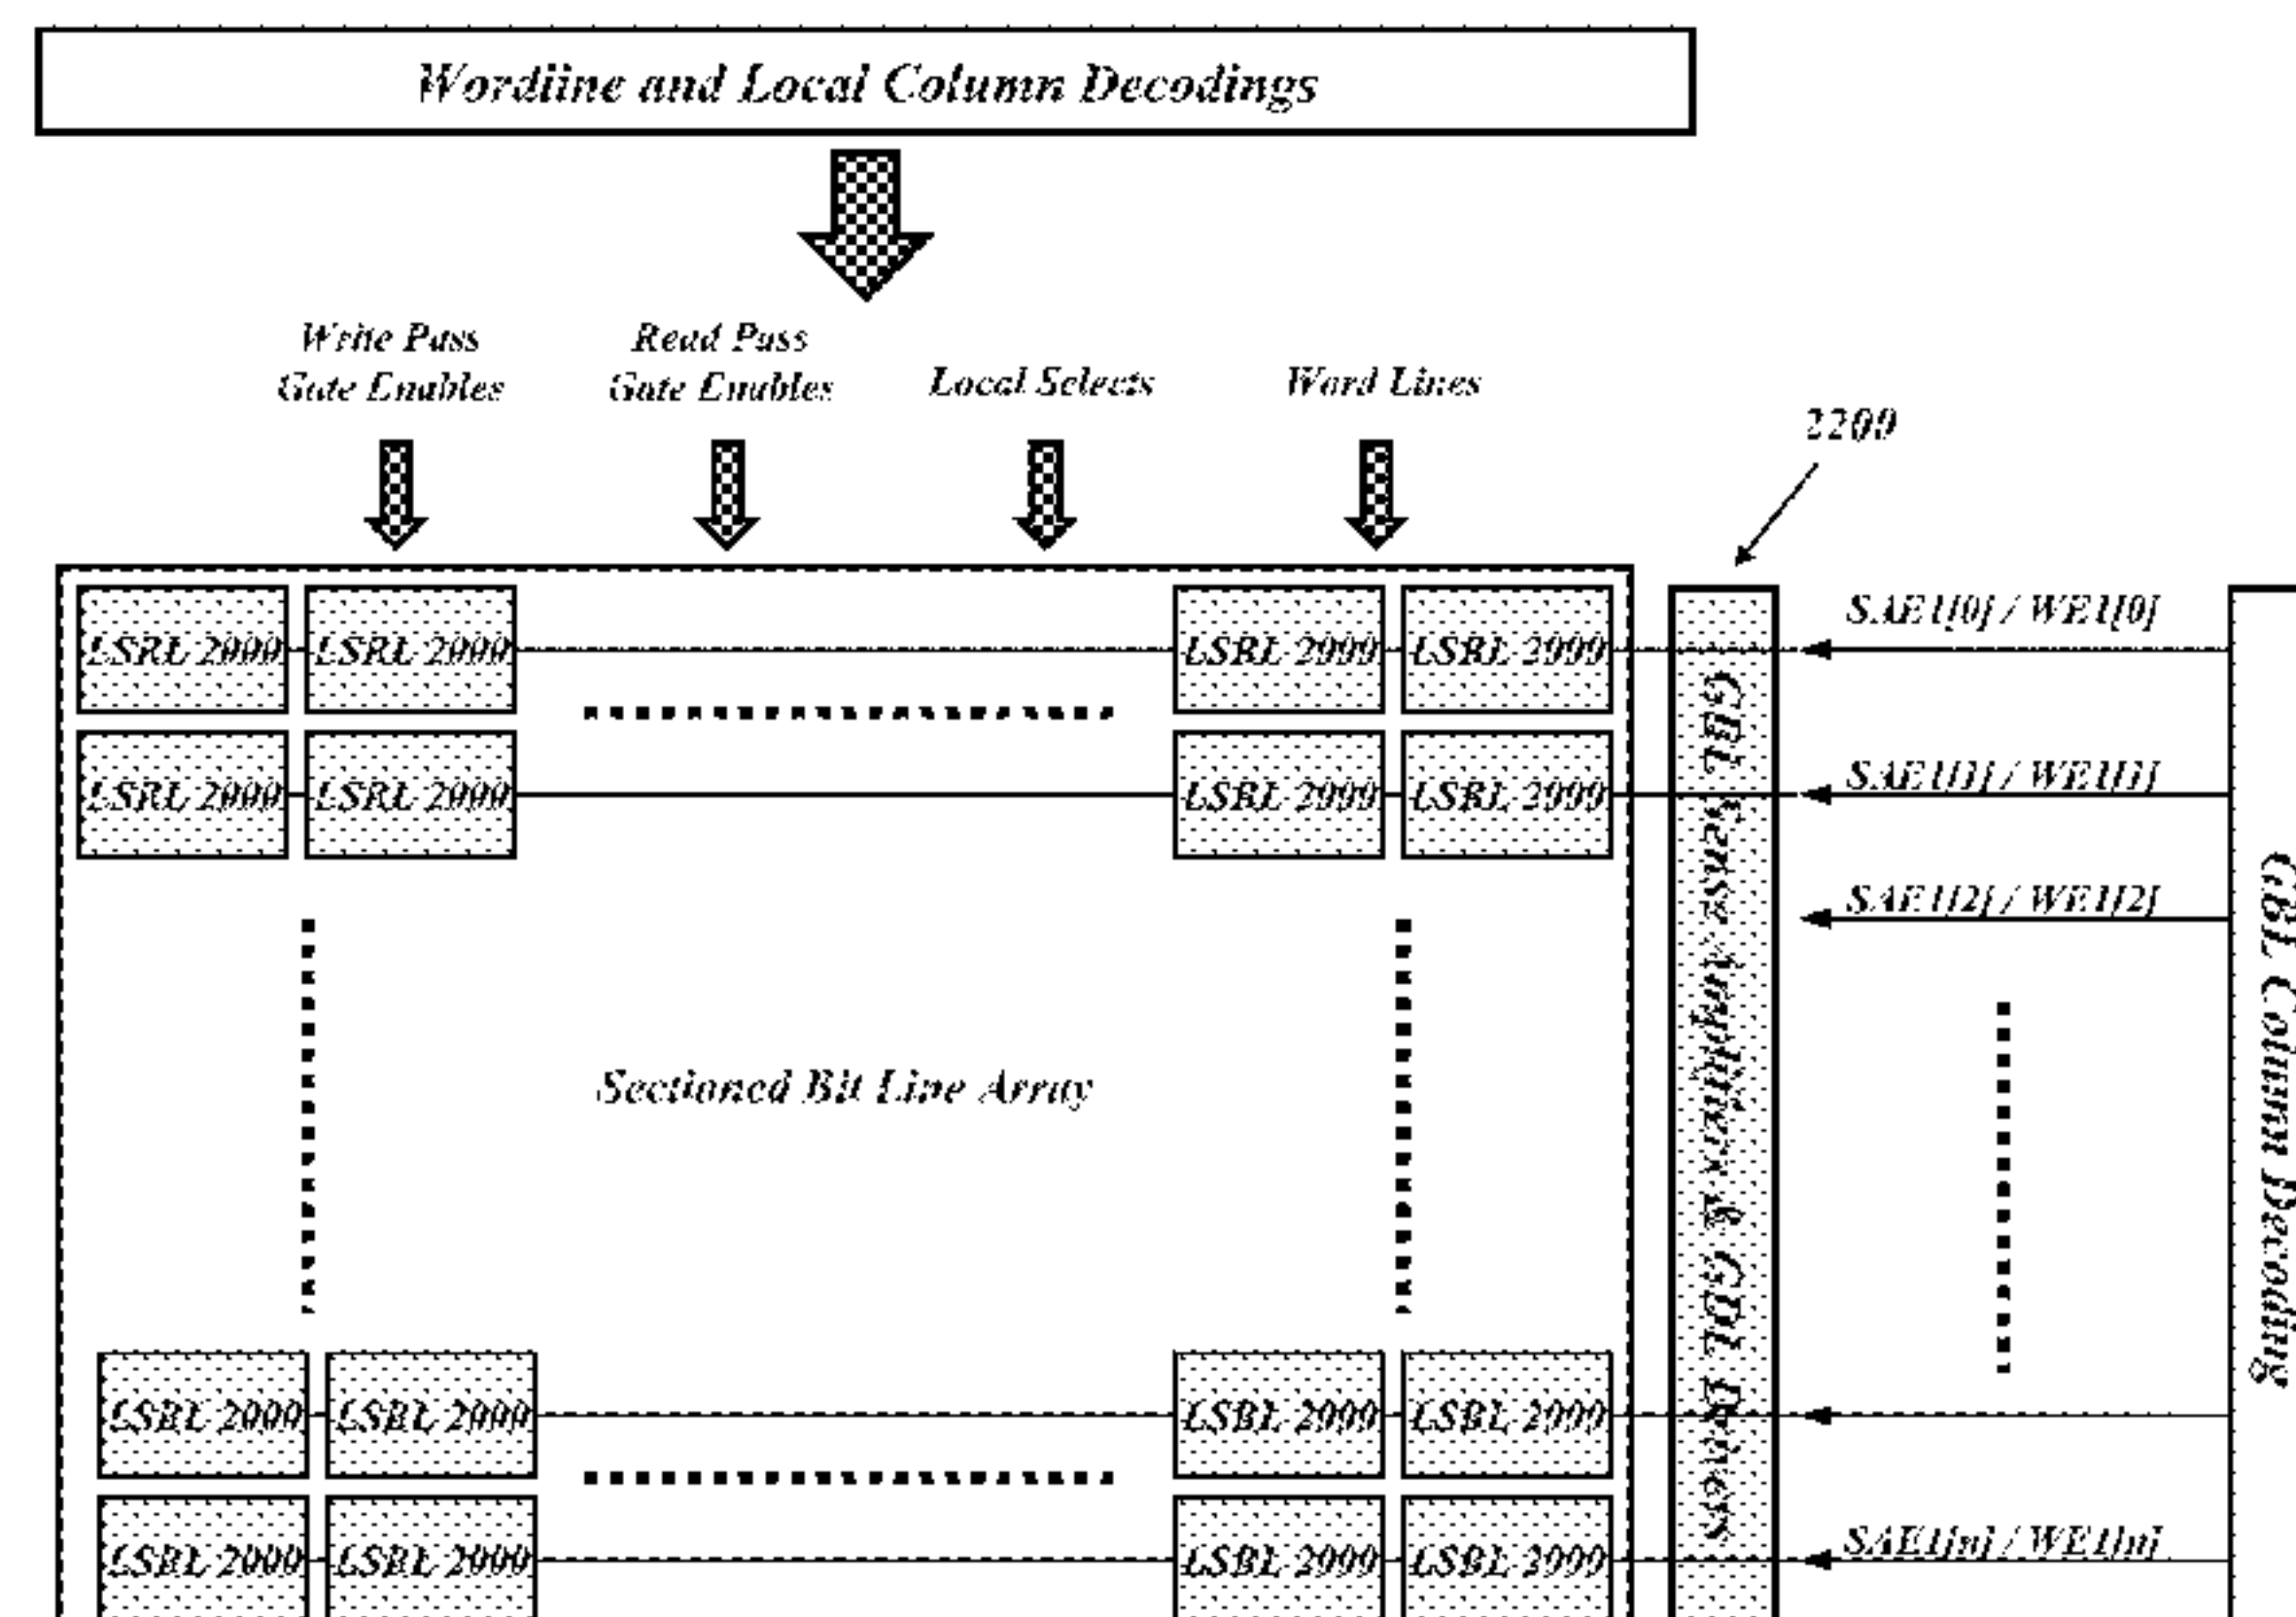 Wordline and Local Column Decodings
Write Pass
Gate Enables
Read Pass
Gate Enables
Local Selects
Word Lines
2200
LSBL 2000 LSBL 2000 LSBL 2000 LSBL 2000
SAE1[0] / WE1[0]
LSBL 2000 LSBL 2000 LSBL 2000 LSBL 2000
SAE1[1] / WE1[1]
SAE1[2] / WE1[2]
Sectioned Bit Line Array
GBL Sense Amplifiers & GBL Drivers
GBL Column Decoding
LSBL 2000 LSBL 2000 LSBL 2000 LSBL 2000
LSBL 2000 LSBL 2000 LSBL 2000 LSBL 2000
SAE1[n] / WE1[n]